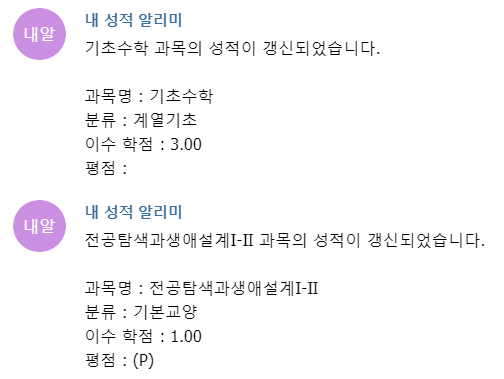 내알
내 성적 알리미
기초수학 과목의 성적이 갱신되었습니다.
과목명 : 기초수학
분류 : 계열기초
이수 학점 : 3.00
평점 :
내알
내 성적 알리미
전공탐색과생애설계I-II 과목의 성적이 갱신되었습니다.
과목명 : 전공탐색과생애설계I-II
분류 : 기본교양
이수 학점 : 1.00
평점 : (P)